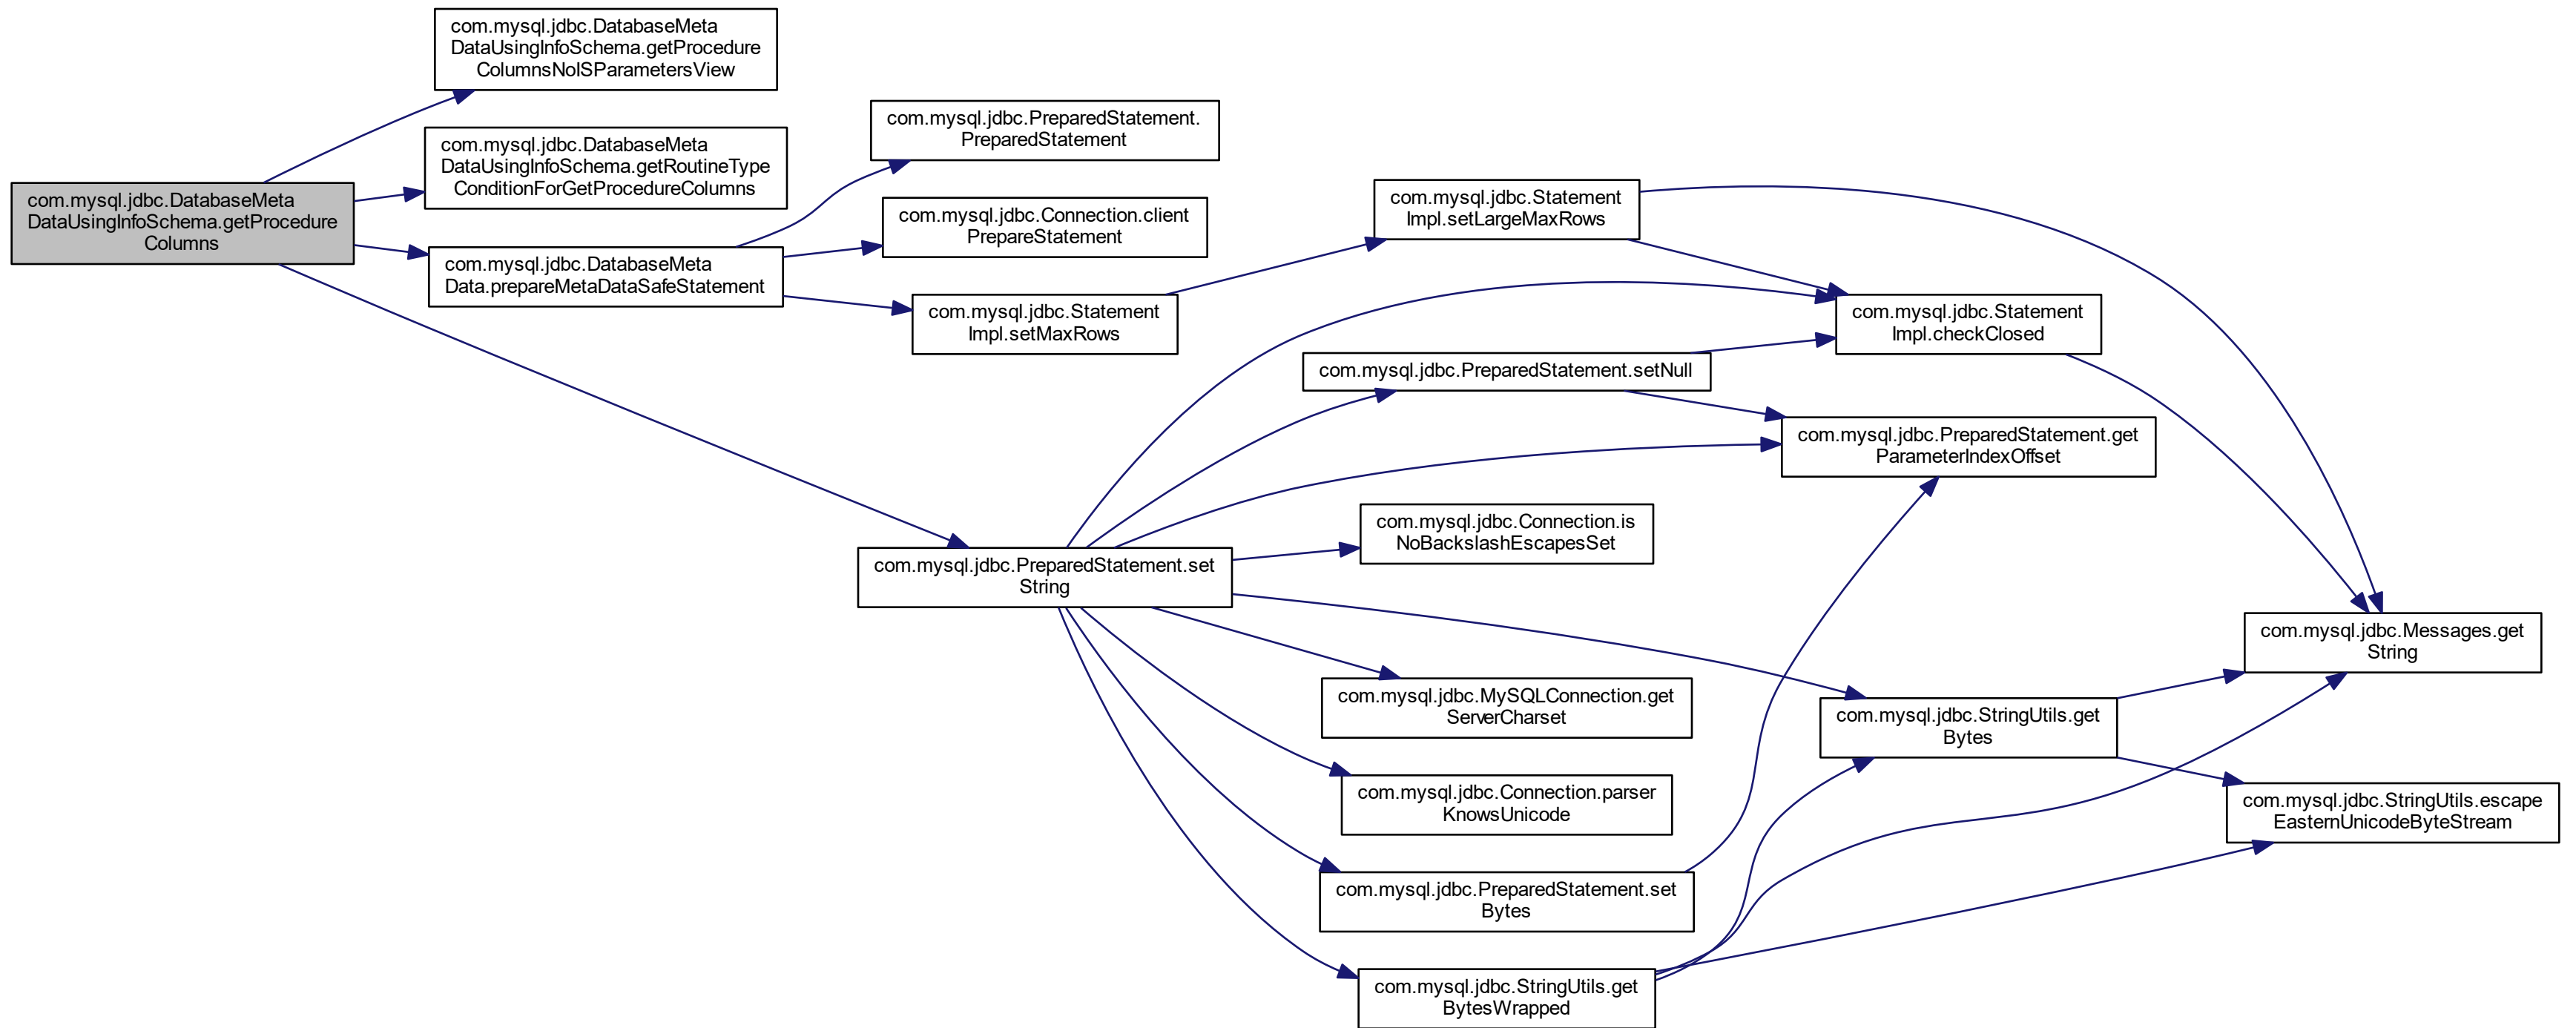 com.mysql.jdbc.DatabaseMeta
DataUsingInfoSchema.getProcedure
Columns
com.mysql.jdbc.DatabaseMeta
DataUsingInfoSchema.getProcedure
ColumnsNoISParametersView
com.mysql.jdbc.DatabaseMeta
DataUsingInfoSchema.getRoutineType
ConditionForGetProcedureColumns
com.mysql.jdbc.DatabaseMeta
Data.prepareMetaDataSafeStatement
com.mysql.jdbc.PreparedStatement.
PreparedStatement
com.mysql.jdbc.Connection.client
PrepareStatement
com.mysql.jdbc.Statement
Impl.setMaxRows
com.mysql.jdbc.PreparedStatement.set
String
com.mysql.jdbc.Statement
Impl.setLargeMaxRows
com.mysql.jdbc.PreparedStatement.setNull
com.mysql.jdbc.Connection.is
NoBackslashEscapesSet
com.mysql.jdbc.MySQLConnection.get
ServerCharset
com.mysql.jdbc.Connection.parser
KnowsUnicode
com.mysql.jdbc.PreparedStatement.set
Bytes
com.mysql.jdbc.StringUtils.get
BytesWrapped
com.mysql.jdbc.Statement
Impl.checkClosed
com.mysql.jdbc.PreparedStatement.get
ParameterIndexOffset
com.mysql.jdbc.StringUtils.get
Bytes
com.mysql.jdbc.Messages.get
String
com.mysql.jdbc.StringUtils.escape
EasternUnicodeByteStream